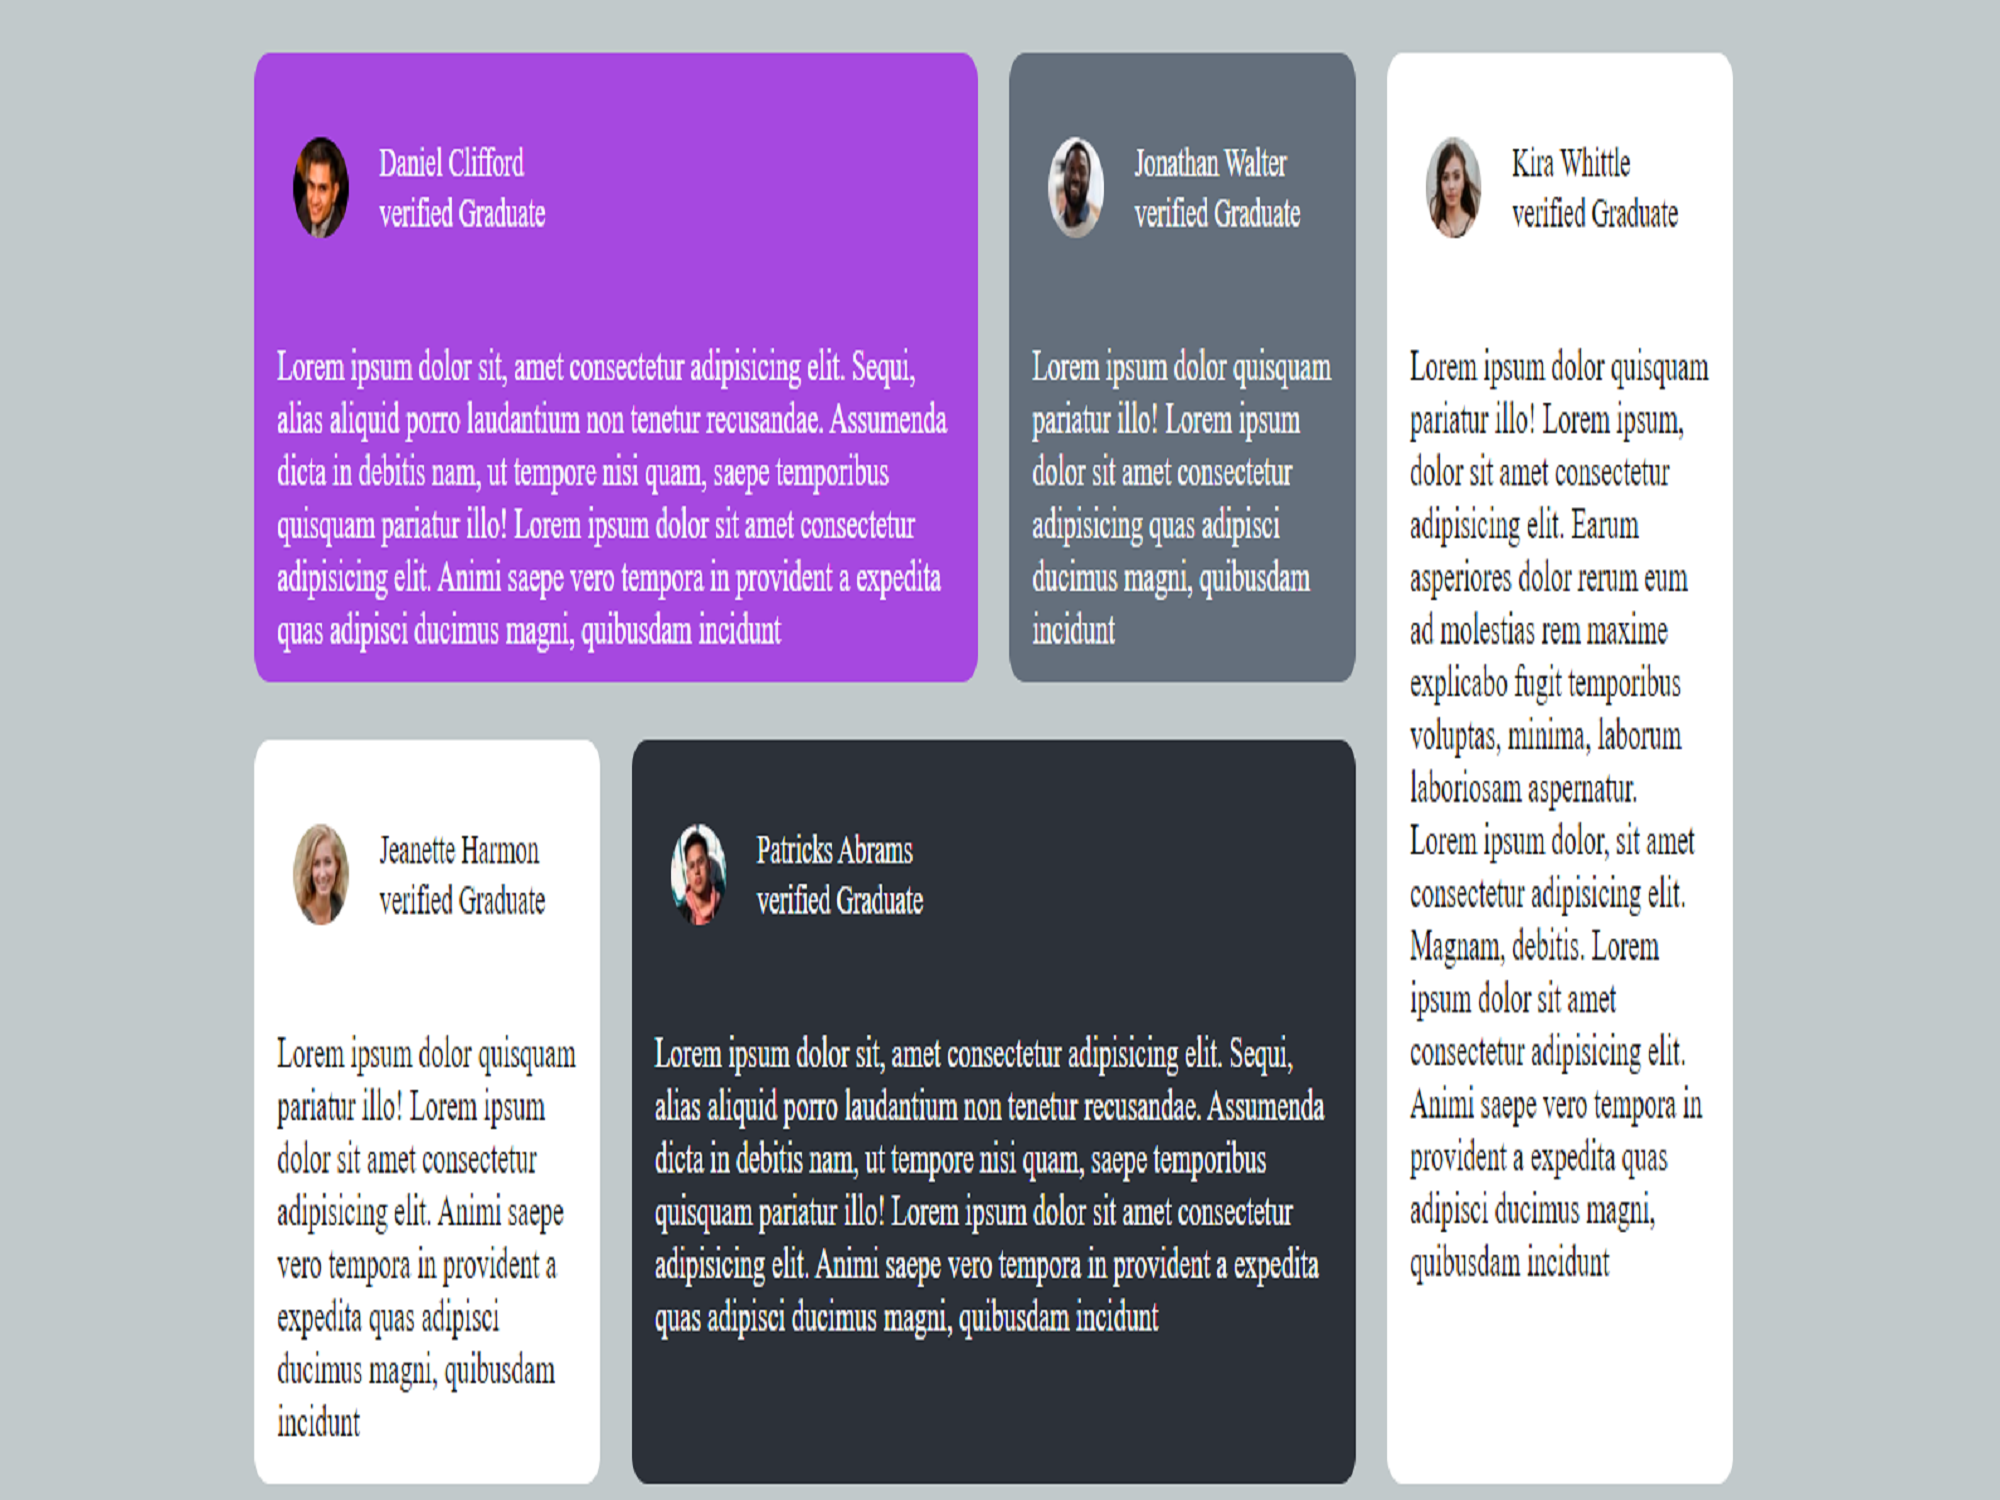 Daniel Clifford
verified Graduate
Lorem ipsum dolor sit, amet consectetur adipisicing elit. Sequi,
alias aliquid porro laudantium non tenetur recusandae. Assumenda
dicta in debitis nam, ut tempore nisi quam, saepe temporibus
quisquam pariatur illo! Lorem ipsum dolor sit amet consectetur
adipisicing elit. Animi saepe vero tempora in provident a expedita
quas adipisci ducimus magni, quibusdam incidunt
Jonathan Walter
verified Graduate
Lorem ipsum dolor quisquam
pariatur illo! Lorem ipsum
dolor sit amet consectetur
adipisicing quas adipisci
ducimus magni, quibusdam
incidunt
Kira Whittle
verified Graduate
Lorem ipsum dolor quisquam
pariatur illo! Lorem ipsum,
dolor sit amet consectetur
adipisicing elit. Earum
asperiores dolor rerum eum
ad molestias rem maxime
explicabo fugit temporibus
voluptas, minima, laborum
laboriosam aspernatur.
Lorem ipsum dolor, sit amet
consectetur adipisicing elit.
Magnam, debitis. Lorem
ipsum dolor sit amet
consectetur adipisicing elit.
Animi saepe vero tempora in
provident a expedita quas
adipisci ducimus magni,
quibusdam incidunt
Jeanette Harmon
verified Graduate
Lorem ipsum dolor quisquam
pariatur illo! Lorem ipsum
dolor sit amet consectetur
adipisicing elit. Animi saepe
vero tempora in provident a
expedita quas adipisci
ducimus magni, quibusdam
incidunt
Patricks Abrams
verified Graduate
Lorem ipsum dolor sit, amet consectetur adipisicing elit. Sequi,
alias aliquid porro laudantium non tenetur recusandae. Assumenda
dicta in debitis nam, ut tempore nisi quam, saepe temporibus
quisquam pariatur illo! Lorem ipsum dolor sit amet consectetur
adipisicing elit. Animi saepe vero tempora in provident a expedita
quas adipisci ducimus magni, quibusdam incidunt